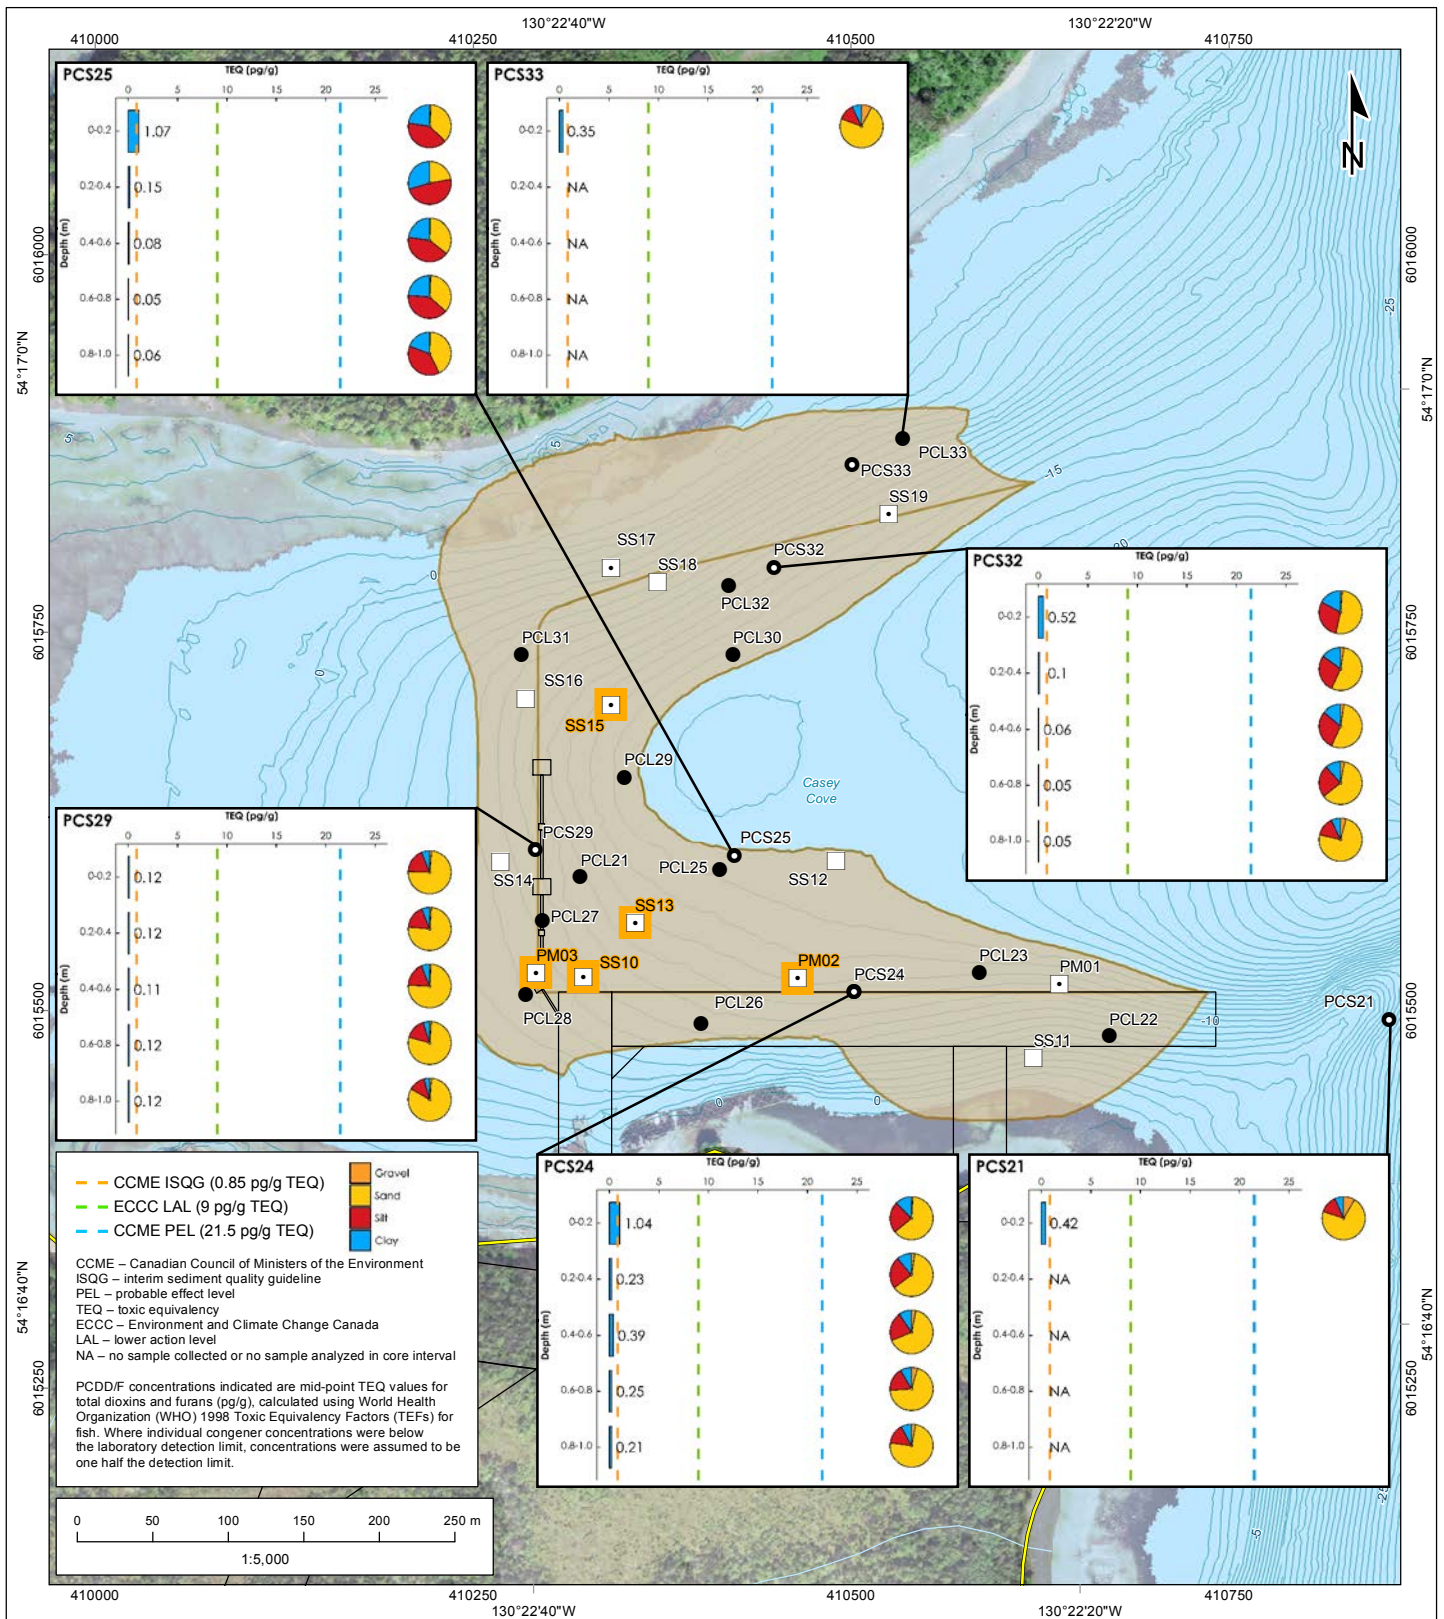 130°22'40"W
130°22'20"W
410000
410250
410500
410750
PCS25
TEQ (pg/g)
0
5
10
15
20
25
Depth (m)
0-0.2
1.07
0.2-0.4
0.15
0.4-0.6
0.08
0.6-0.8
0.05
0.8-1.0
0.06
PCS33
TEQ (pg/g)
0
5
10
15
20
25
Depth (m)
0-0.2
0.35
0.2-0.4
NA
0.4-0.6
NA
0.6-0.8
NA
0.8-1.0
NA
N
6016000
6016000
-25
54°17'0"N
54°17'0"N
5
5
PCL33
PCS33
-15
SS19
SS17
PCS32
SS18
20
0
PCL32
PCS32
TEQ (pg/g)
0
5
10
15
20
25
Depth (m)
0-0.2
0.52
0.2-0.4
0.1
0.4-0.6
0.06
0.6-0.8
0.05
0.8-1.0
0.05
6015750
6015750
PCL31
PCL30
0
SS16
SS15
PCL29
Casey
Cove
PCS29
TEQ (pg/g)
0
5
10
15
20
25
Depth (m)
0-0.2
0.12
0.2-0.4
0.12
0.4-0.6
0.11
0.6-0.8
0.12
0.8-1.0
0.12
PCS29
PCS25
PCL21
PCL25
SS14
SS12
SS13
PCL27
PM03
SS10
PM02
PCS24
PCL23
PM01
PCL28
PCL26
PCL22
-10
PCS21
SS11
6015500
6015500
0
0
CCME ISQG (0.85 pg/g TEQ)
ECCC LAL (9 pg/g TEQ)
CCME PEL (21.5 pg/g TEQ)
Gravel
Sand
Silt
Clay
CCME – Canadian Council of Ministers of the Environment
ISQG – interim sediment quality guideline
PEL – probable effect level
TEQ – toxic equivalency
ECCC – Environment and Climate Change Canada
LAL – lower action level
NA – no sample collected or no sample analyzed in core interval
PCDD/F concentrations indicated are mid-point TEQ values for
total dioxins and furans (pg/g), calculated using World Health
Organization (WHO) 1998 Toxic Equivalency Factors (TEFs) for
fish. Where individual congener concentrations were below
the laboratory detection limit, concentrations were assumed to be
one half the detection limit.
PCS24
TEQ (pg/g)
0
5
10
15
20
25
Depth (m)
0-0.2
1.04
0.2-0.4
0.23
0.4-0.6
0.39
0.6-0.8
0.25
0.8-1.0
0.21
PCS21
TEQ (pg/g)
0
5
10
15
20
25
Depth (m)
0-0.2
0.42
0.2-0.4
NA
0.4-0.6
NA
0.6-0.8
NA
0.8-1.0
NA
54°16'40"N
54°16'40"N
6015250
6015250
-5
0
50
100
150
200
250 m
1:5,000
410000
410250
410500
410750
130°22'40"W
130°22'20"W